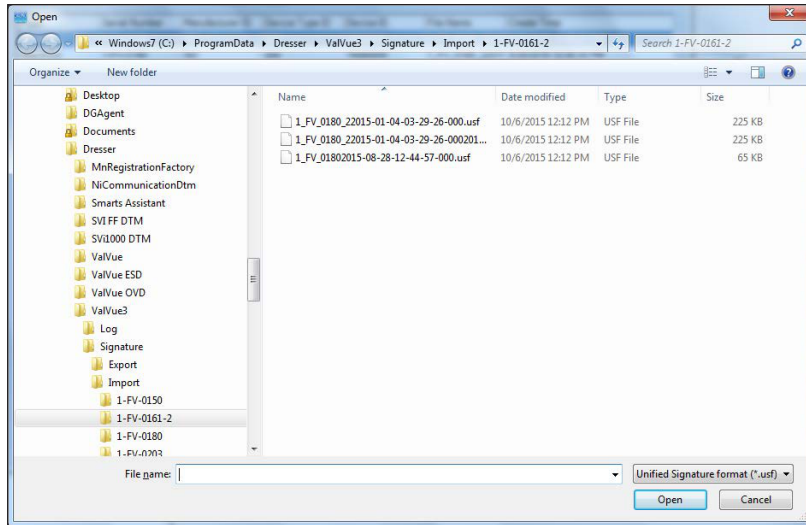 Open
« Windows7 (C:) ▸ ProgramData ▸ Dresser ▸ ValVue3 ▸ Signature ▸ Import ▸ 1-FV-0161-2
Search 1-FV-0161-2
Organize
New folder
Name Date modified Type Size
1_FV_0180_22015-01-04-03-29-26-000.usf 10/6/2015 12:12 PM USF File 225 KB
1_FV_0180_22015-01-04-03-29-26-000201... 10/6/2015 12:12 PM USF File 225 KB
1_FV_01802015-08-28-12-44-57-000.usf 10/6/2015 12:12 PM USF File 65 KB
Desktop
DGAgent
Documents
Dresser
MnRegistrationFactory
NiCommunicationDtm
Smarts Assistant
SVI FF DTM
SVi1000 DTM
ValVue
ValVue ESD
ValVue OVD
ValVue3
Log
Signature
Export
Import
1-FV-0150
1-FV-0161-2
1-FV-0180
1-FV-0203
File name:
Unified Signature format (*.usf)
Open
Cancel